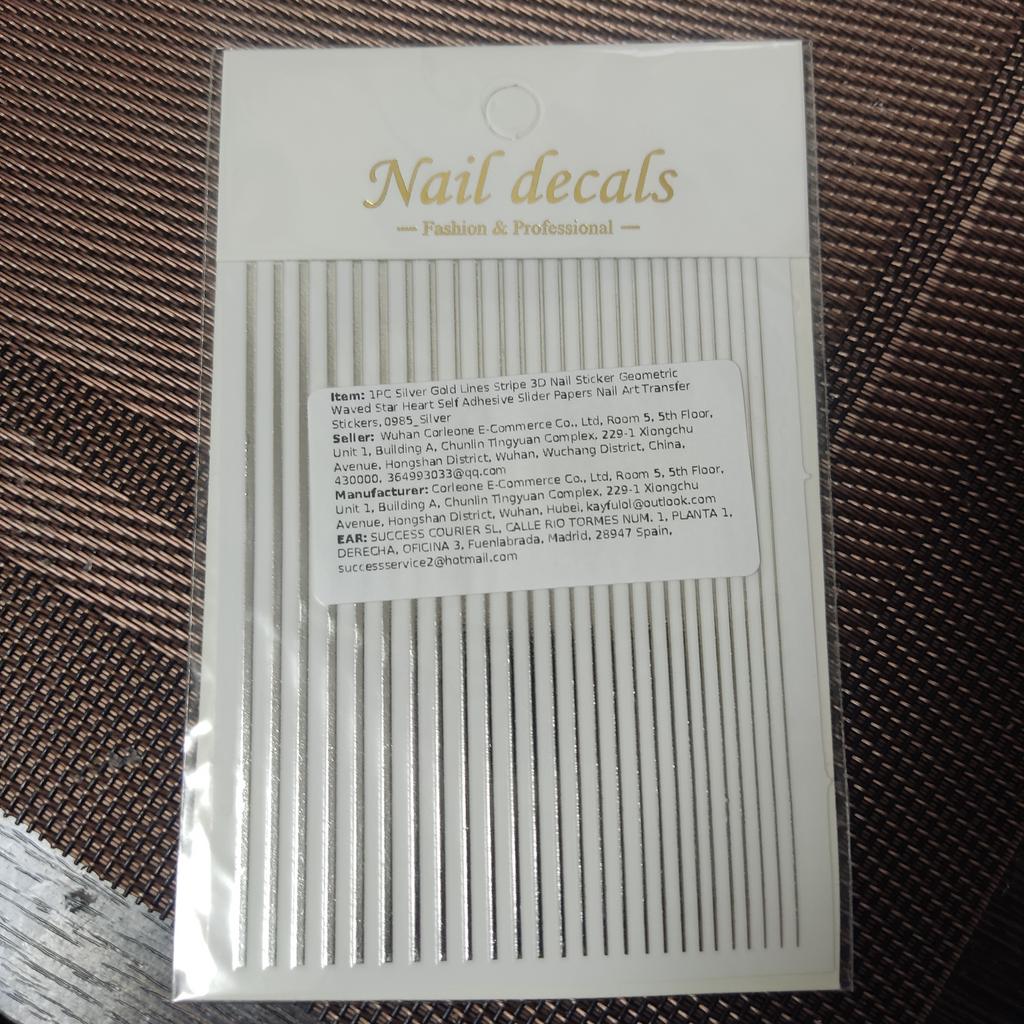 Nail decals
— Fashion & Professional —
Item: 1PC Silver Gold Lines Stripe 3D Nail Sticker Geometric
Waved Star Heart Self Adhesive Slider Papers Nail Art Transfer
Stickers, 0985_Silver
Seller: Wuhan Corleone E-Commerce Co., Ltd, Room 5, 5th Floor,
Unit 1, Building A, Chunlin Tingyuan Complex, 229-1 Xiongchu
Avenue, Hongshan District, Wuhan, Wuchang District, China,
430000, 364993033@qq.com
Manufacturer: Corleone E-Commerce Co., Ltd, Room 5, 5th Floor,
Unit 1, Building A, Chunlin Tingyuan Complex, 229-1 Xiongchu
Avenue, Hongshan District, Wuhan, Hubei, kayfulol@outlook.com
EAR: SUCCESS COURIER SL, CALLE RIO TORMES NUM. 1, PLANTA 1,
DERECHA, OFICINA 3, Fuenlabrada, Madrid, 28947 Spain,
successservice2@hotmail.com